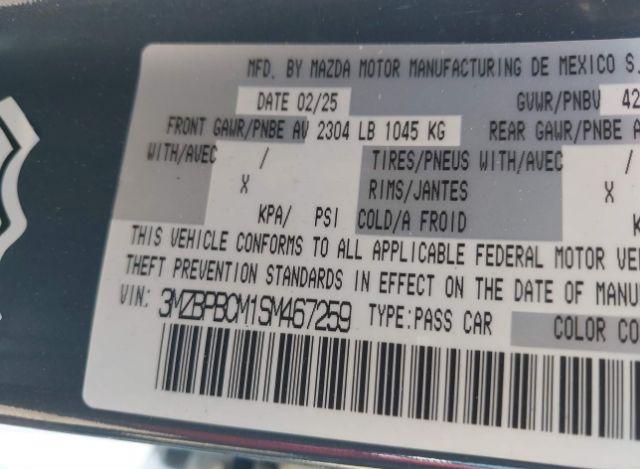 MFD. BY MAZDA MOTOR MANUFACTURING DE MEXICO S.
DATE 02/25 GVWR/PNBV 42
FRONT GAWR/PNBE AV 2304 LB 1045 KG REAR GAWR/PNBE A
WITH/AVEC / TIRES/PNEUS WITH/AVEC /
X RIMS/JANTES X
KPA/ PSI COLD/A FROID KPA/
THIS VEHICLE CONFORMS TO ALL APPLICABLE FEDERAL MOTOR VE
THEFT PREVENTION STANDARDS IN EFFECT ON THE DATE OF MANU
VIN: 3MZBPBCM1SM467259 TYPE:PASS CAR COLOR CO